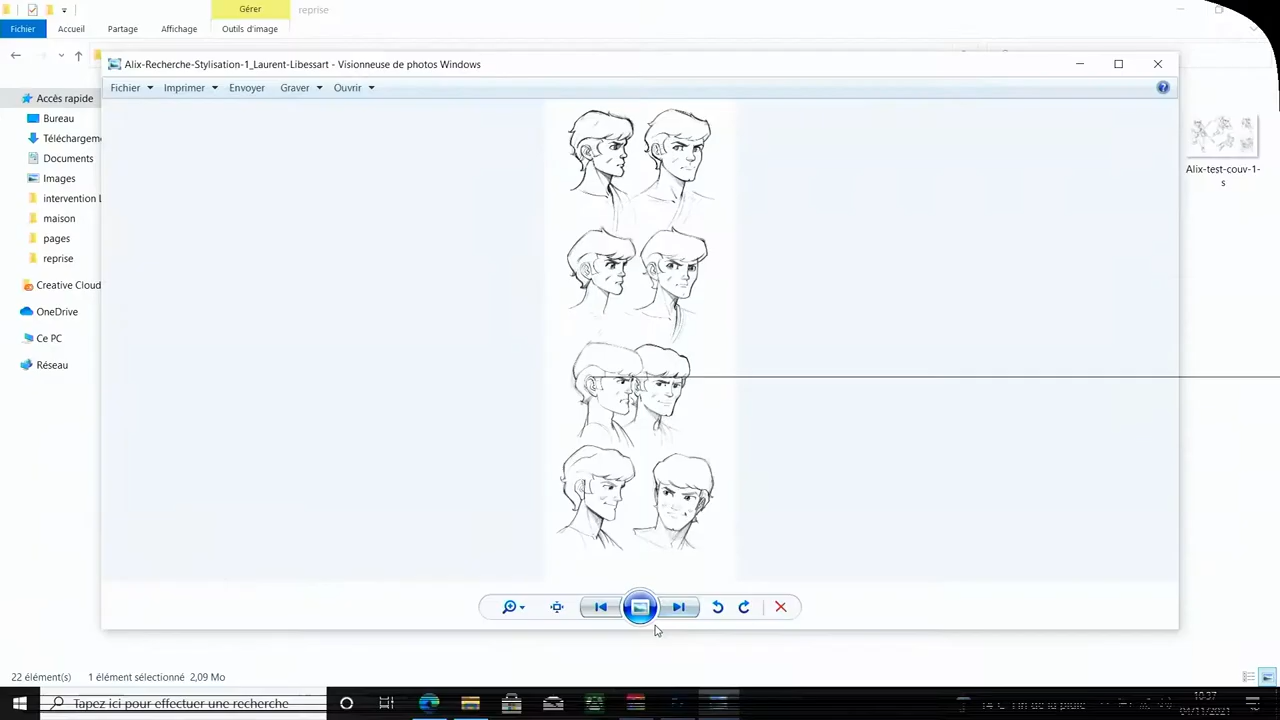 Gérer
reprise
Fichier
Accueil
Partage
Affichage
Outils d'image
Alix-Recherche-Stylisation-1_Laurent-Libessart - Visionneuse de photos Windows
Fichier
Imprimer
Envoyer
Graver
Ouvrir
Accès rapide
Bureau
Téléchargem
Documents
Images
intervention L
maison
pages
reprise
Creative Cloud
OneDrive
Ce PC
Réseau
Alix-test-couv-1-
s
22 élément(s)
1 élément sélectionné
2,09 Mo
Tapez ici pour effectuer une recherche
10:37